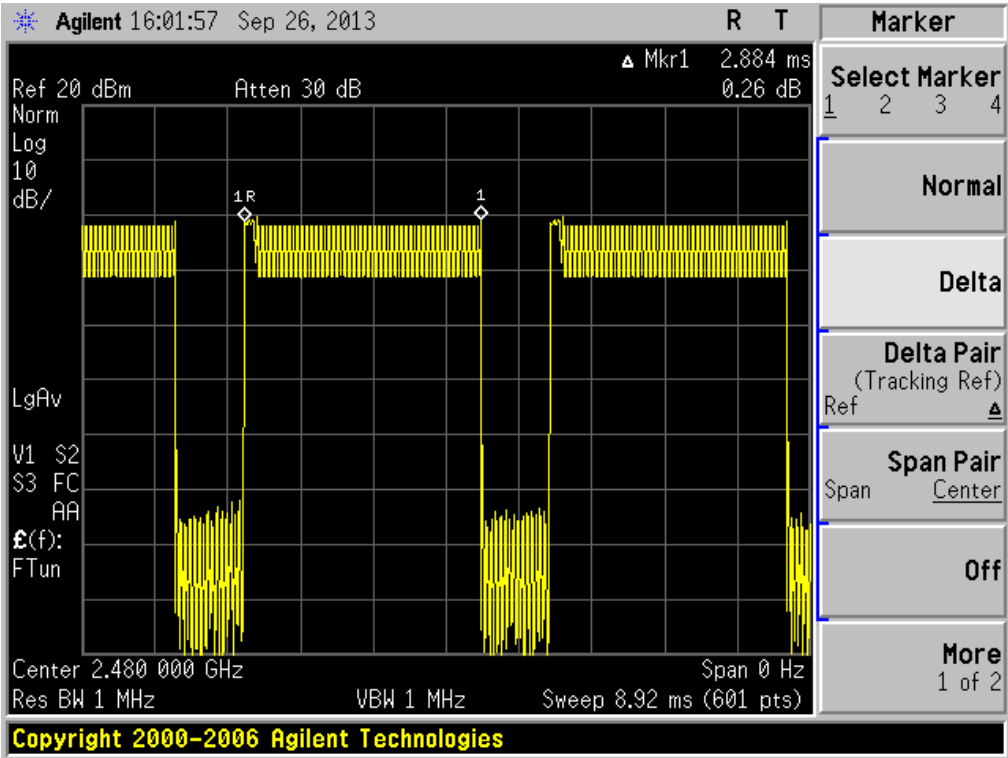 Agilent 16:01:57 Sep 26, 2013 R T
Marker
Δ Mkr1 2.884 ms
Ref 20 dBm Atten 30 dB 0.26 dB
Norm
Log
10
dB/
1R
1
LgAv
V1 S2
S3 FC
AA
£(f):
FTun
Center 2.480 000 GHz Span 0 Hz
Res BW 1 MHz VBW 1 MHz Sweep 8.92 ms (601 pts)
Select Marker
1 2 3 4
Normal
Delta
Delta Pair
(Tracking Ref)
Ref Δ
Span Pair
Span Center
Off
More
1 of 2
Copyright 2000-2006 Agilent Technologies